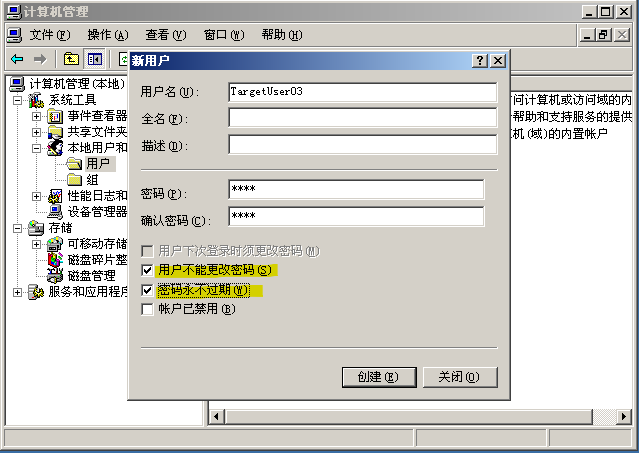 计算机管理
文件(F) 操作(A) 查看(V) 窗口(W) 帮助(H)
新用户
用户名(U): TargetUser03
全名(F):
描述(D):
密码(P): ****
确认密码(C): ****
用户下次登录时须更改密码(M)
用户不能更改密码(S)
密码永不过期(W)
帐户已禁用(B)
创建(E) 关闭(O)
计算机管理(本地)
系统工具
事件查看器
共享文件夹
本地用户和
用户
组
性能日志和
设备管理器
存储
可移动存储
磁盘碎片整
磁盘管理
服务和应用程序
问计算机或访问域的内
帮助和支持服务的提供
机(域)的内置帐户